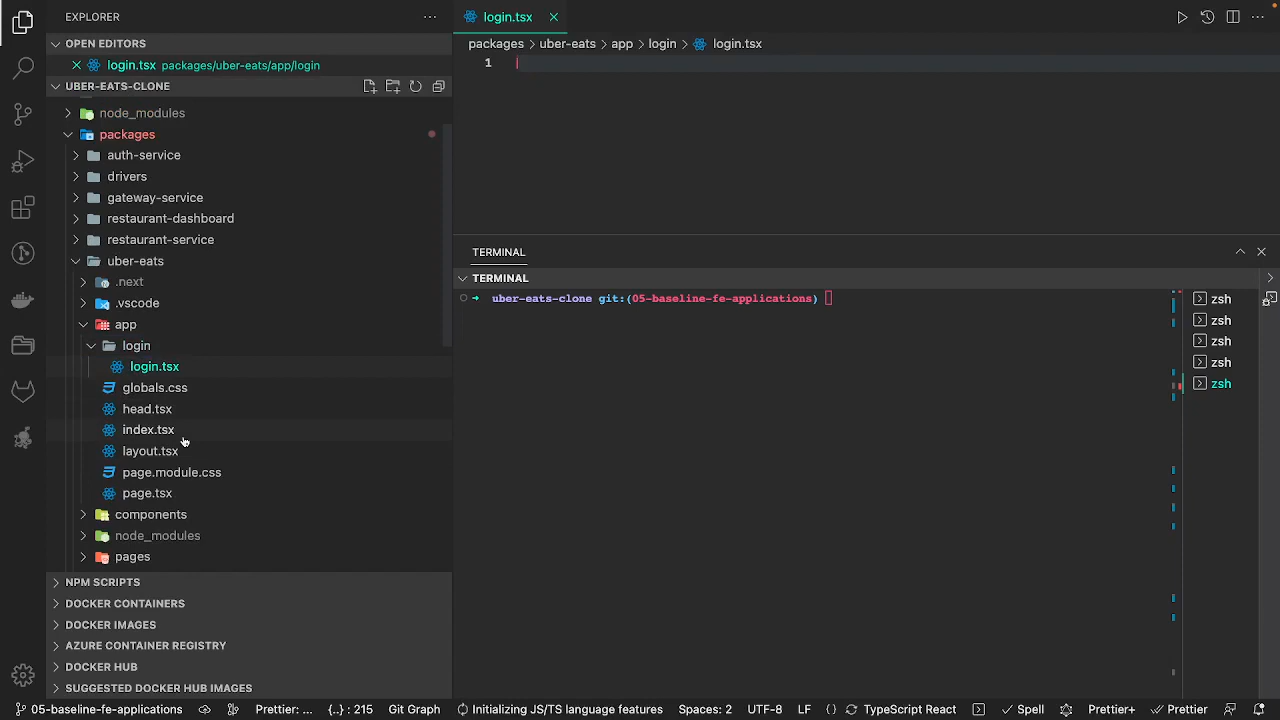 EXPLORER
OPEN EDITORS
login.tsx packages/uber-eats/app/login
UBER-EATS-CLONE
node_modules
packages
auth-service
drivers
gateway-service
restaurant-dashboard
restaurant-service
uber-eats
.next
.vscode
app
login
login.tsx
globals.css
head.tsx
index.tsx
layout.tsx
page.module.css
page.tsx
components
node_modules
pages
NPM SCRIPTS
DOCKER CONTAINERS
DOCKER IMAGES
AZURE CONTAINER REGISTRY
DOCKER HUB
SUGGESTED DOCKER HUB IMAGES
login.tsx
packages > uber-eats > app > login > login.tsx
1
TERMINAL
TERMINAL
uber-eats-clone git:(05-baseline-fe-applications)
zsh
zsh
zsh
zsh
zsh
05-baseline-fe-applications Prettier: ... {..} : 215 Git Graph Initializing JS/TS language features Spaces: 2 UTF-8 LF {} TypeScript React Spell Prettier+ Prettier